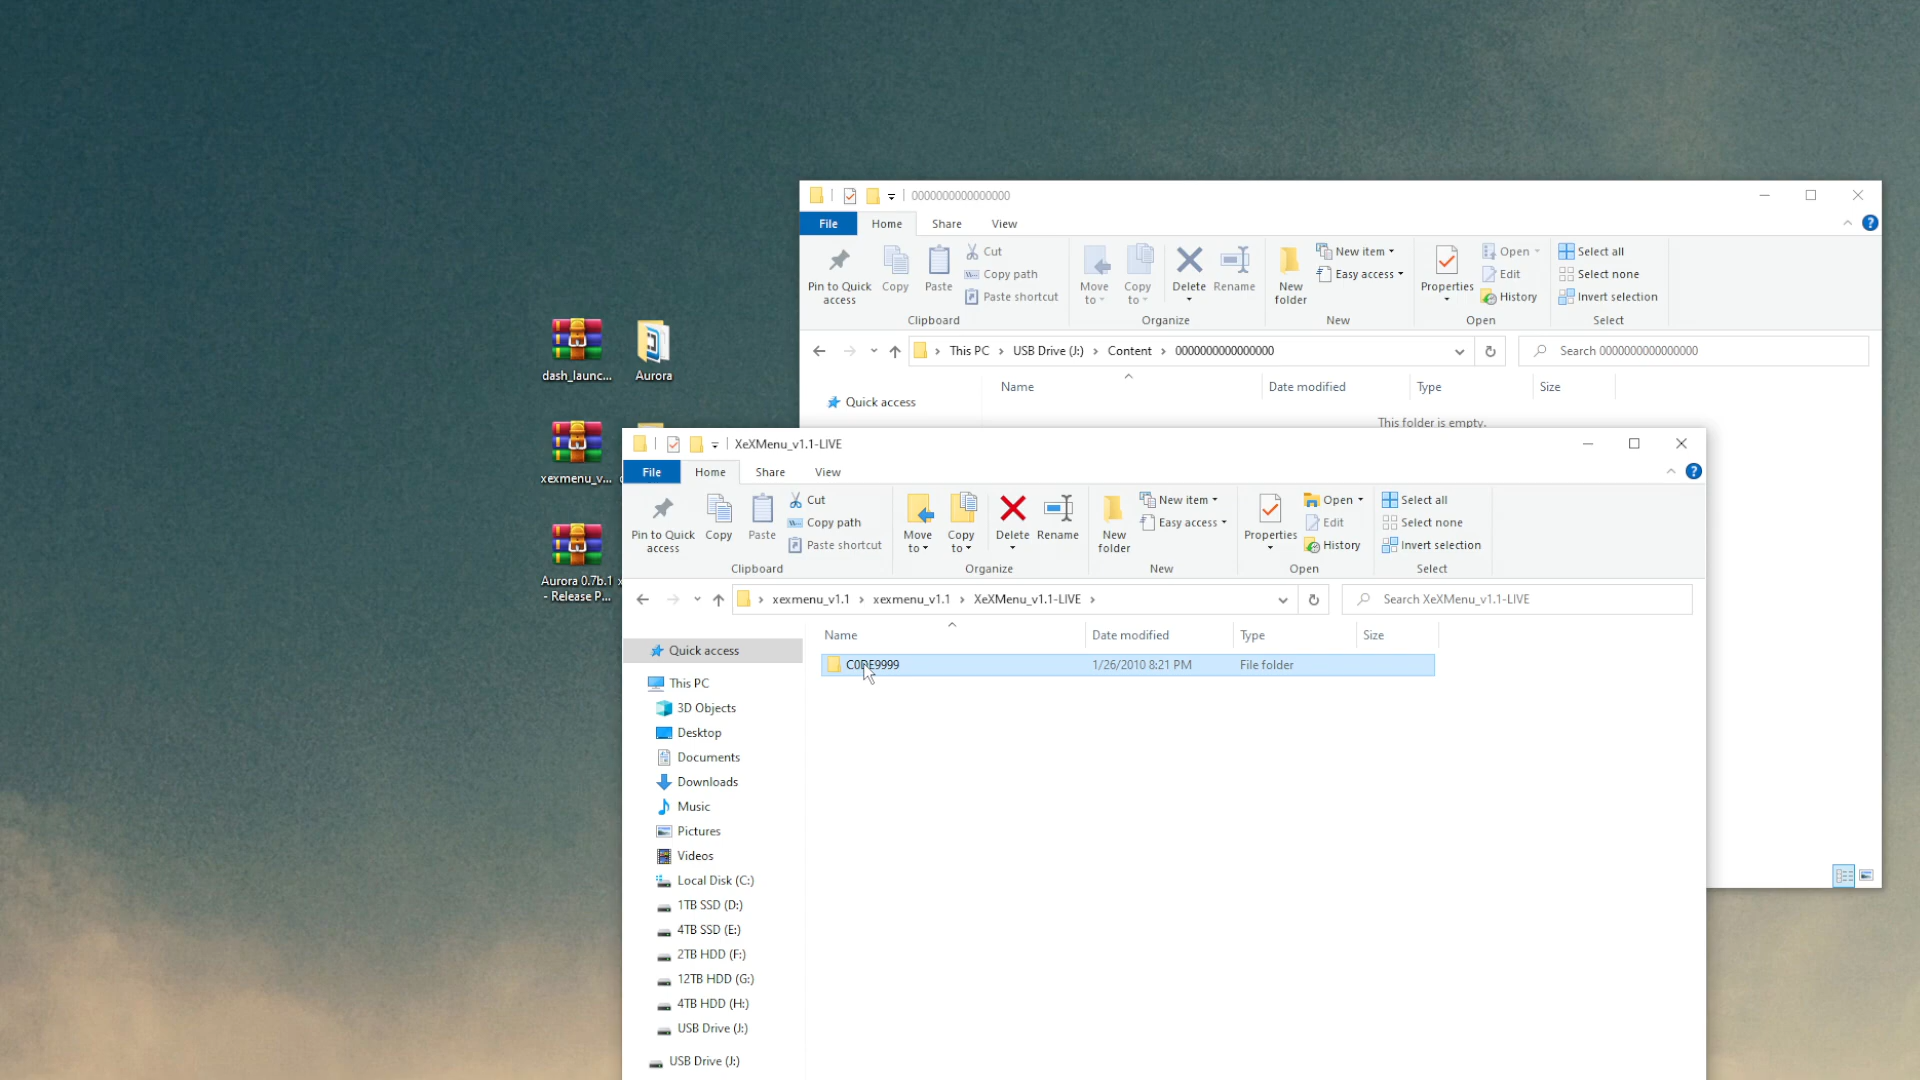 dash_launc...
Aurora
xexmenu_v...
Aurora 0.7b.1
- Release P...
0000000000000000
File
Home
Share
View
Pin to Quick
access
Copy
Paste
Cut
Copy path
Paste shortcut
Clipboard
Move
to
Copy
to
Delete
Rename
Organize
New
folder
New item
Easy access
New
Properties
Open
Edit
History
Open
Select all
Select none
Invert selection
Select
This PC
USB Drive (J:)
Content
0000000000000000
Search 0000000000000000
Quick access
Name
Date modified
Type
Size
This folder is empty.
XeXMenu_v1.1-LIVE
File
Home
Share
View
Pin to Quick
access
Copy
Paste
Cut
Copy path
Paste shortcut
Clipboard
Move
to
Copy
to
Delete
Rename
Organize
New
folder
New item
Easy access
New
Properties
Open
Edit
History
Open
Select all
Select none
Invert selection
Select
xexmenu_v1.1
xexmenu_v1.1
XeXMenu_v1.1-LIVE
Search XeXMenu_v1.1-LIVE
Name
Date modified
Type
Size
C0DE9999
1/26/2010 8:21 PM
File folder
Quick access
This PC
3D Objects
Desktop
Documents
Downloads
Music
Pictures
Videos
Local Disk (C:)
1TB SSD (D:)
4TB SSD (E:)
2TB HDD (F:)
12TB HDD (G:)
4TB HDD (H:)
USB Drive (J:)
USB Drive (J:)